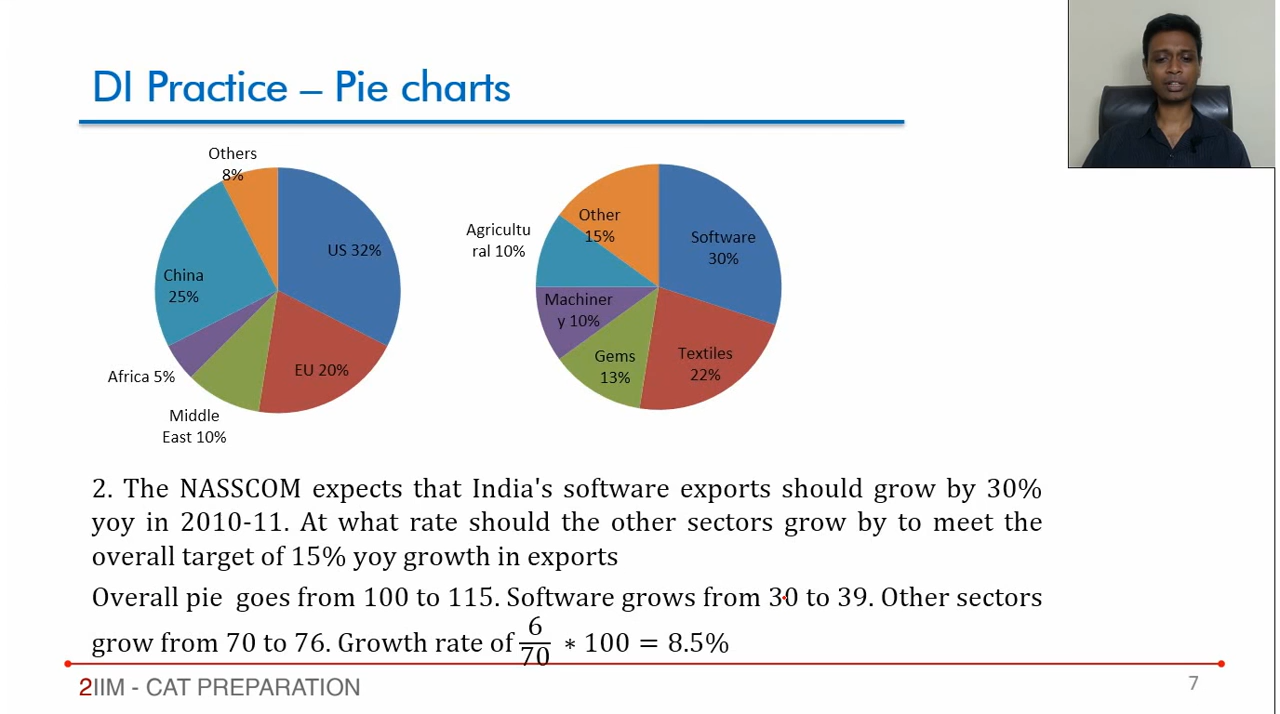 DI Practice – Pie charts
Others
8%
US 32%
China
25%
EU 20%
Africa 5%
Middle
East 10%
Agricultu
ral 10%
Other
15%
Software
30%
Machiner
y 10%
Gems
13%
Textiles
22%
2. The NASSCOM expects that India's software exports should grow by 30%
yoy in 2010-11. At what rate should the other sectors grow by to meet the
overall target of 15% yoy growth in exports
Overall pie goes from 100 to 115. Software grows from 30 to 39. Other sectors
grow from 70 to 76. Growth rate of 6/70 ∗ 100 = 8.5%
2IIM - CAT PREPARATION
7